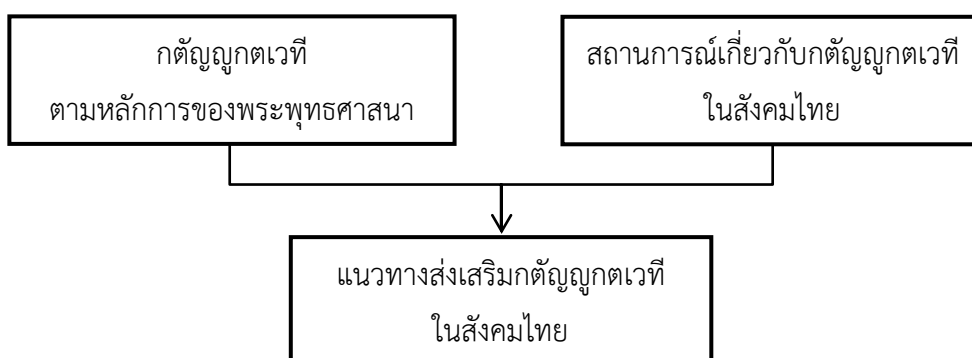 กตัญญูกตเวที
ตามหลักการของพระพุทธศาสนา
สถานการณ์เกี่ยวกับกตัญญูกตเวที
ในสังคมไทย
แนวทางส่งเสริมกตัญญูกตเวที
ในสังคมไทย